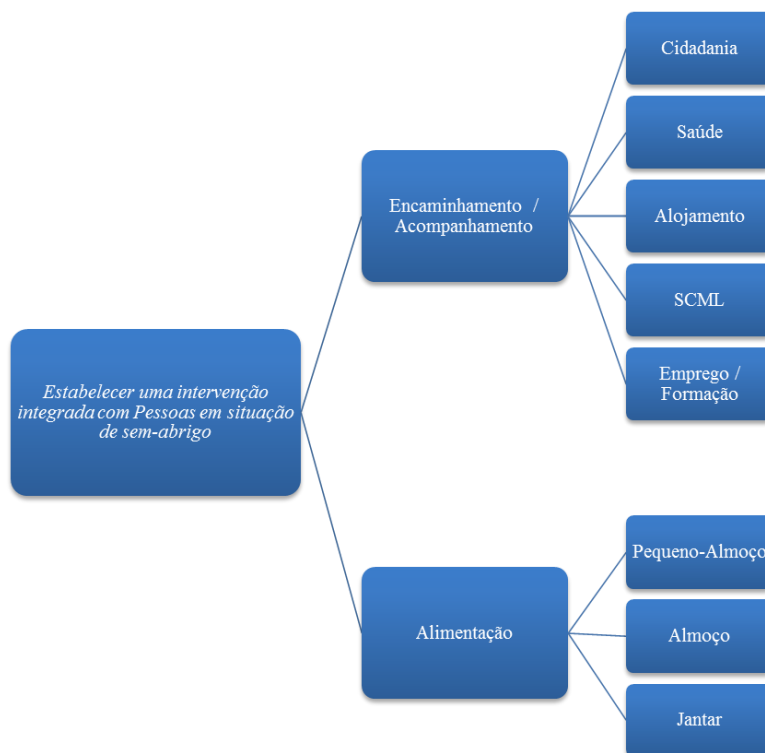 Estabelecer uma intervenção
integrada com Pessoas em situação
de sem-abrigo
Encaminhamento /
Acompanhamento
Cidadania
Saúde
Alojamento
SCML
Emprego /
Formação
Alimentação
Pequeno-Almoço
Almoço
Jantar